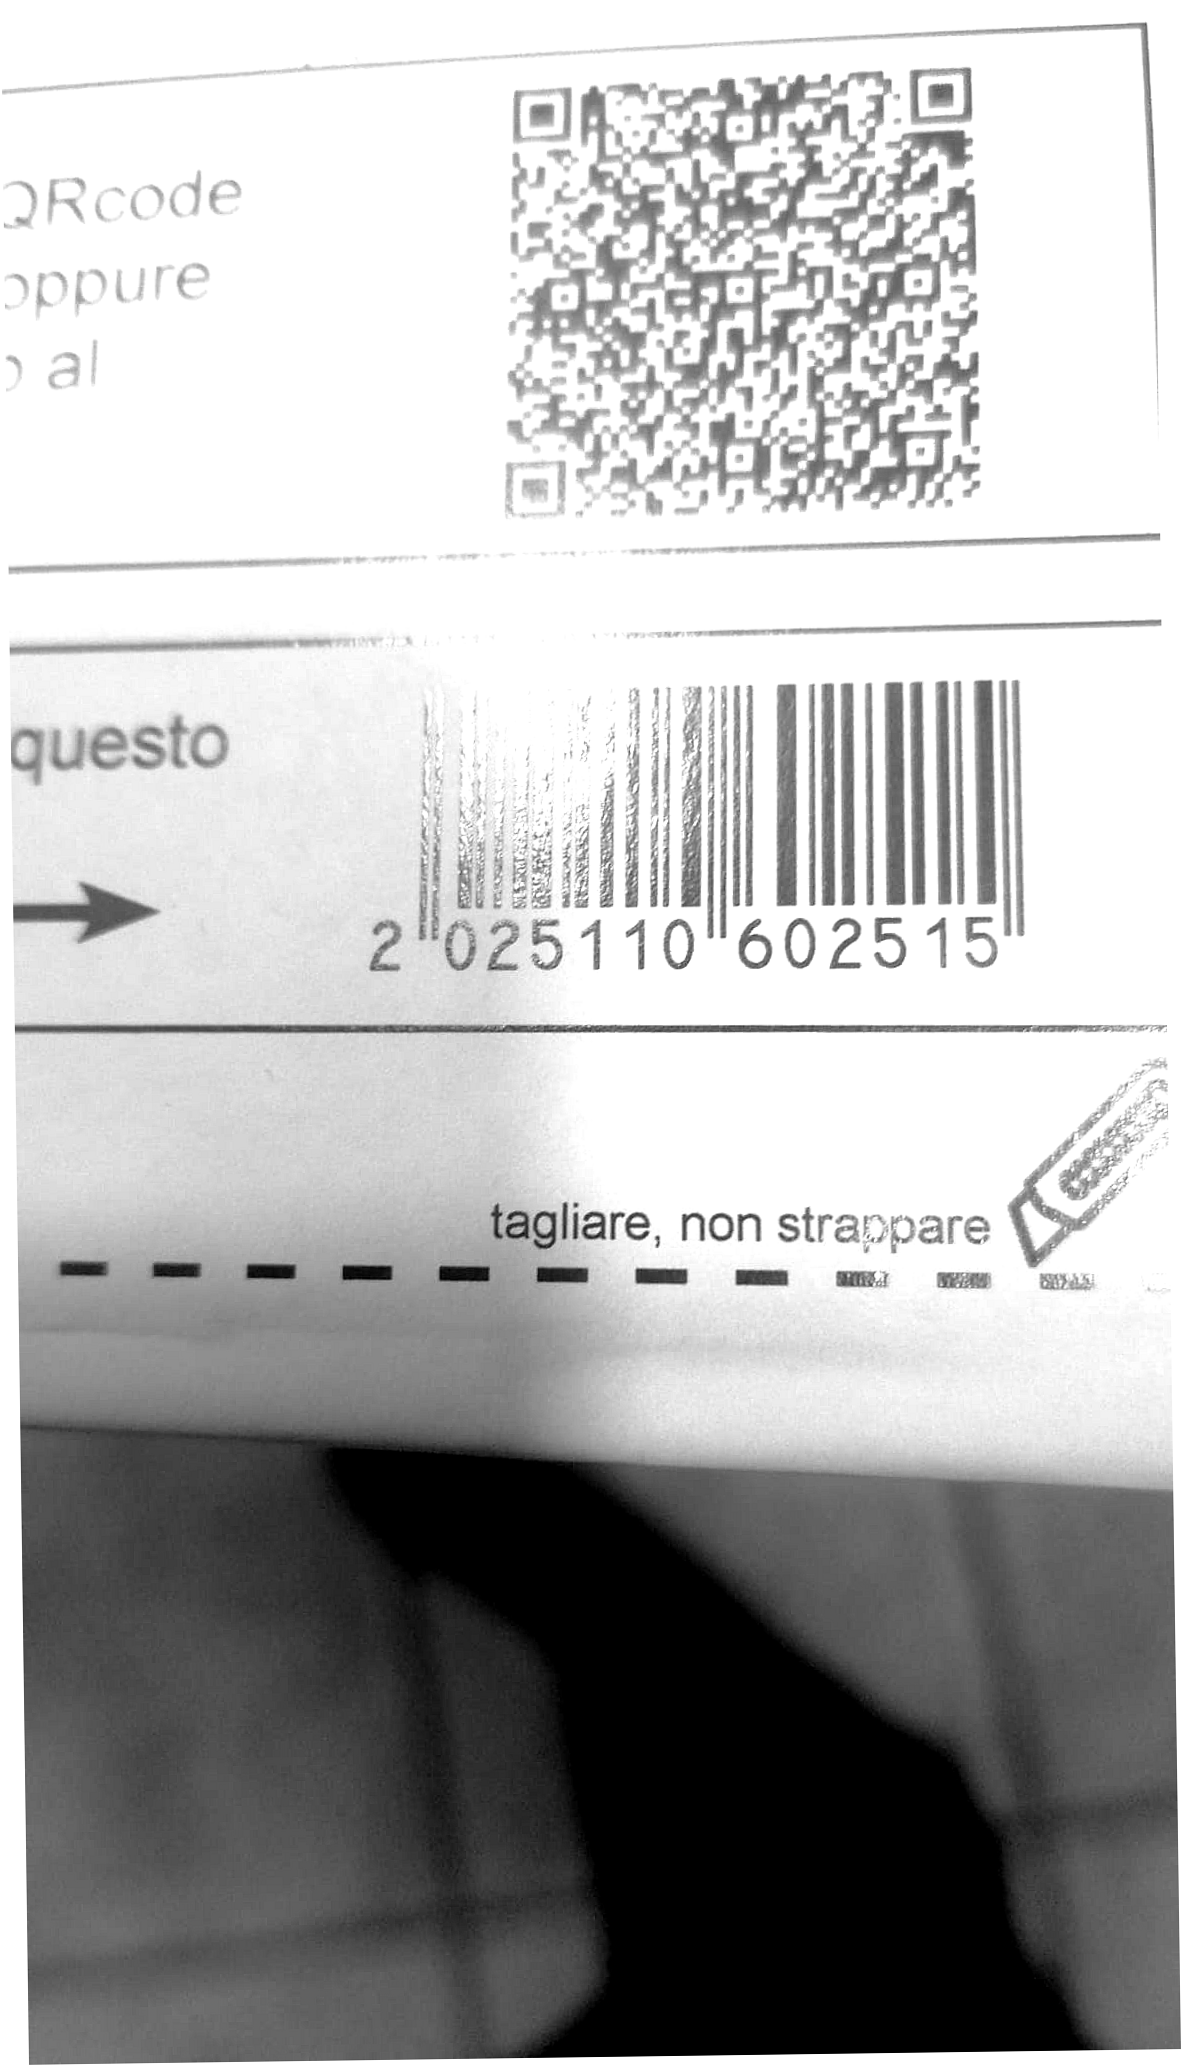 QRcode
oppure
al
questo
2 025110 602515
tagliare, non strappare